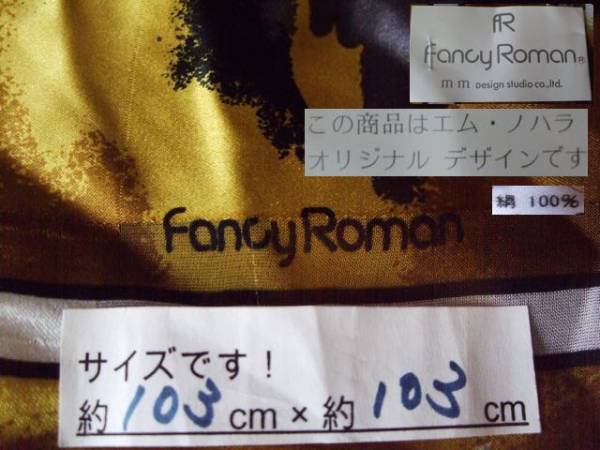 fR
Fancy Roman®
m m Design studio co.,ltd.
この商品はエム・ノハラ
オリジナル デザインです
絹 100%
Fancy Roman
サイズです！
約 103 cm × 約 103 cm